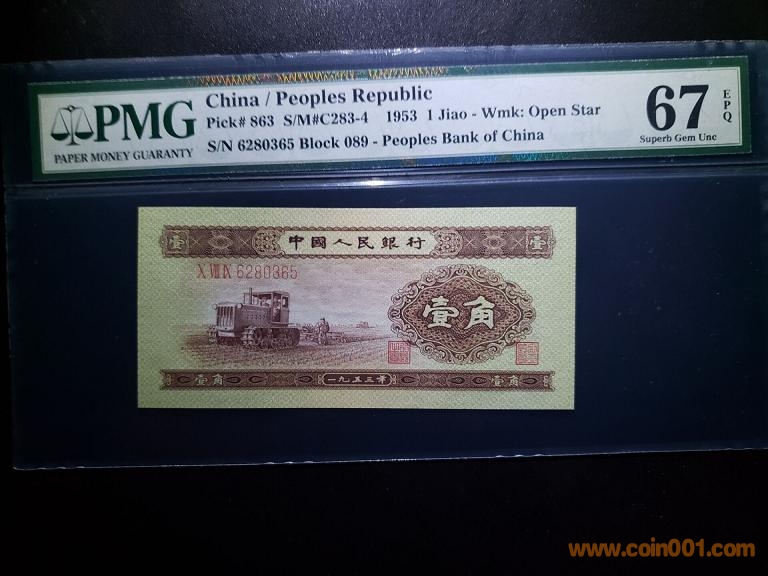 PMG
PAPER MONEY GUARANTY
China / Peoples Republic
Pick# 863 S/M#C283-4 1953 1 Jiao - Wmk: Open Star
S/N 6280365 Block 089 - Peoples Bank of China
67
EPQ
Superb Gem Unc
壹 中國人民銀行 壹
X VIII IX 6280365
壹角
壹角 一九五三年 壹角
www.coin001.com